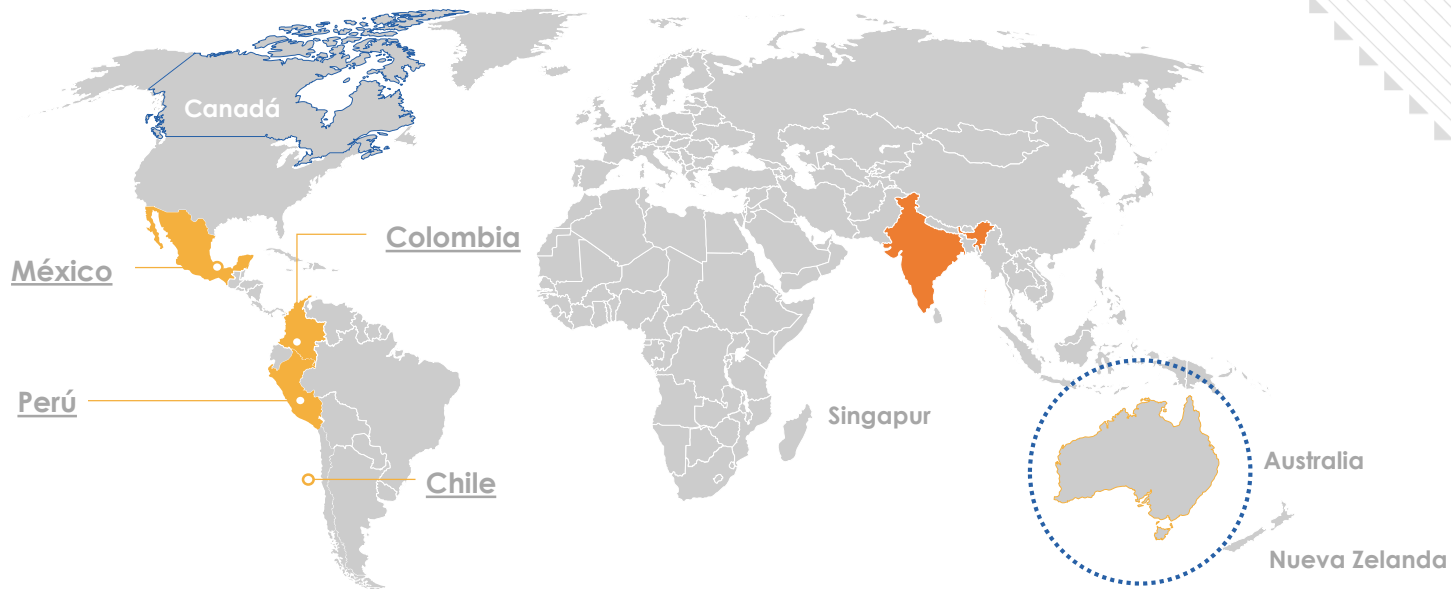 Canadá
Colombia
México
Perú
Singapur
Australia
Chile
Nueva Zelanda